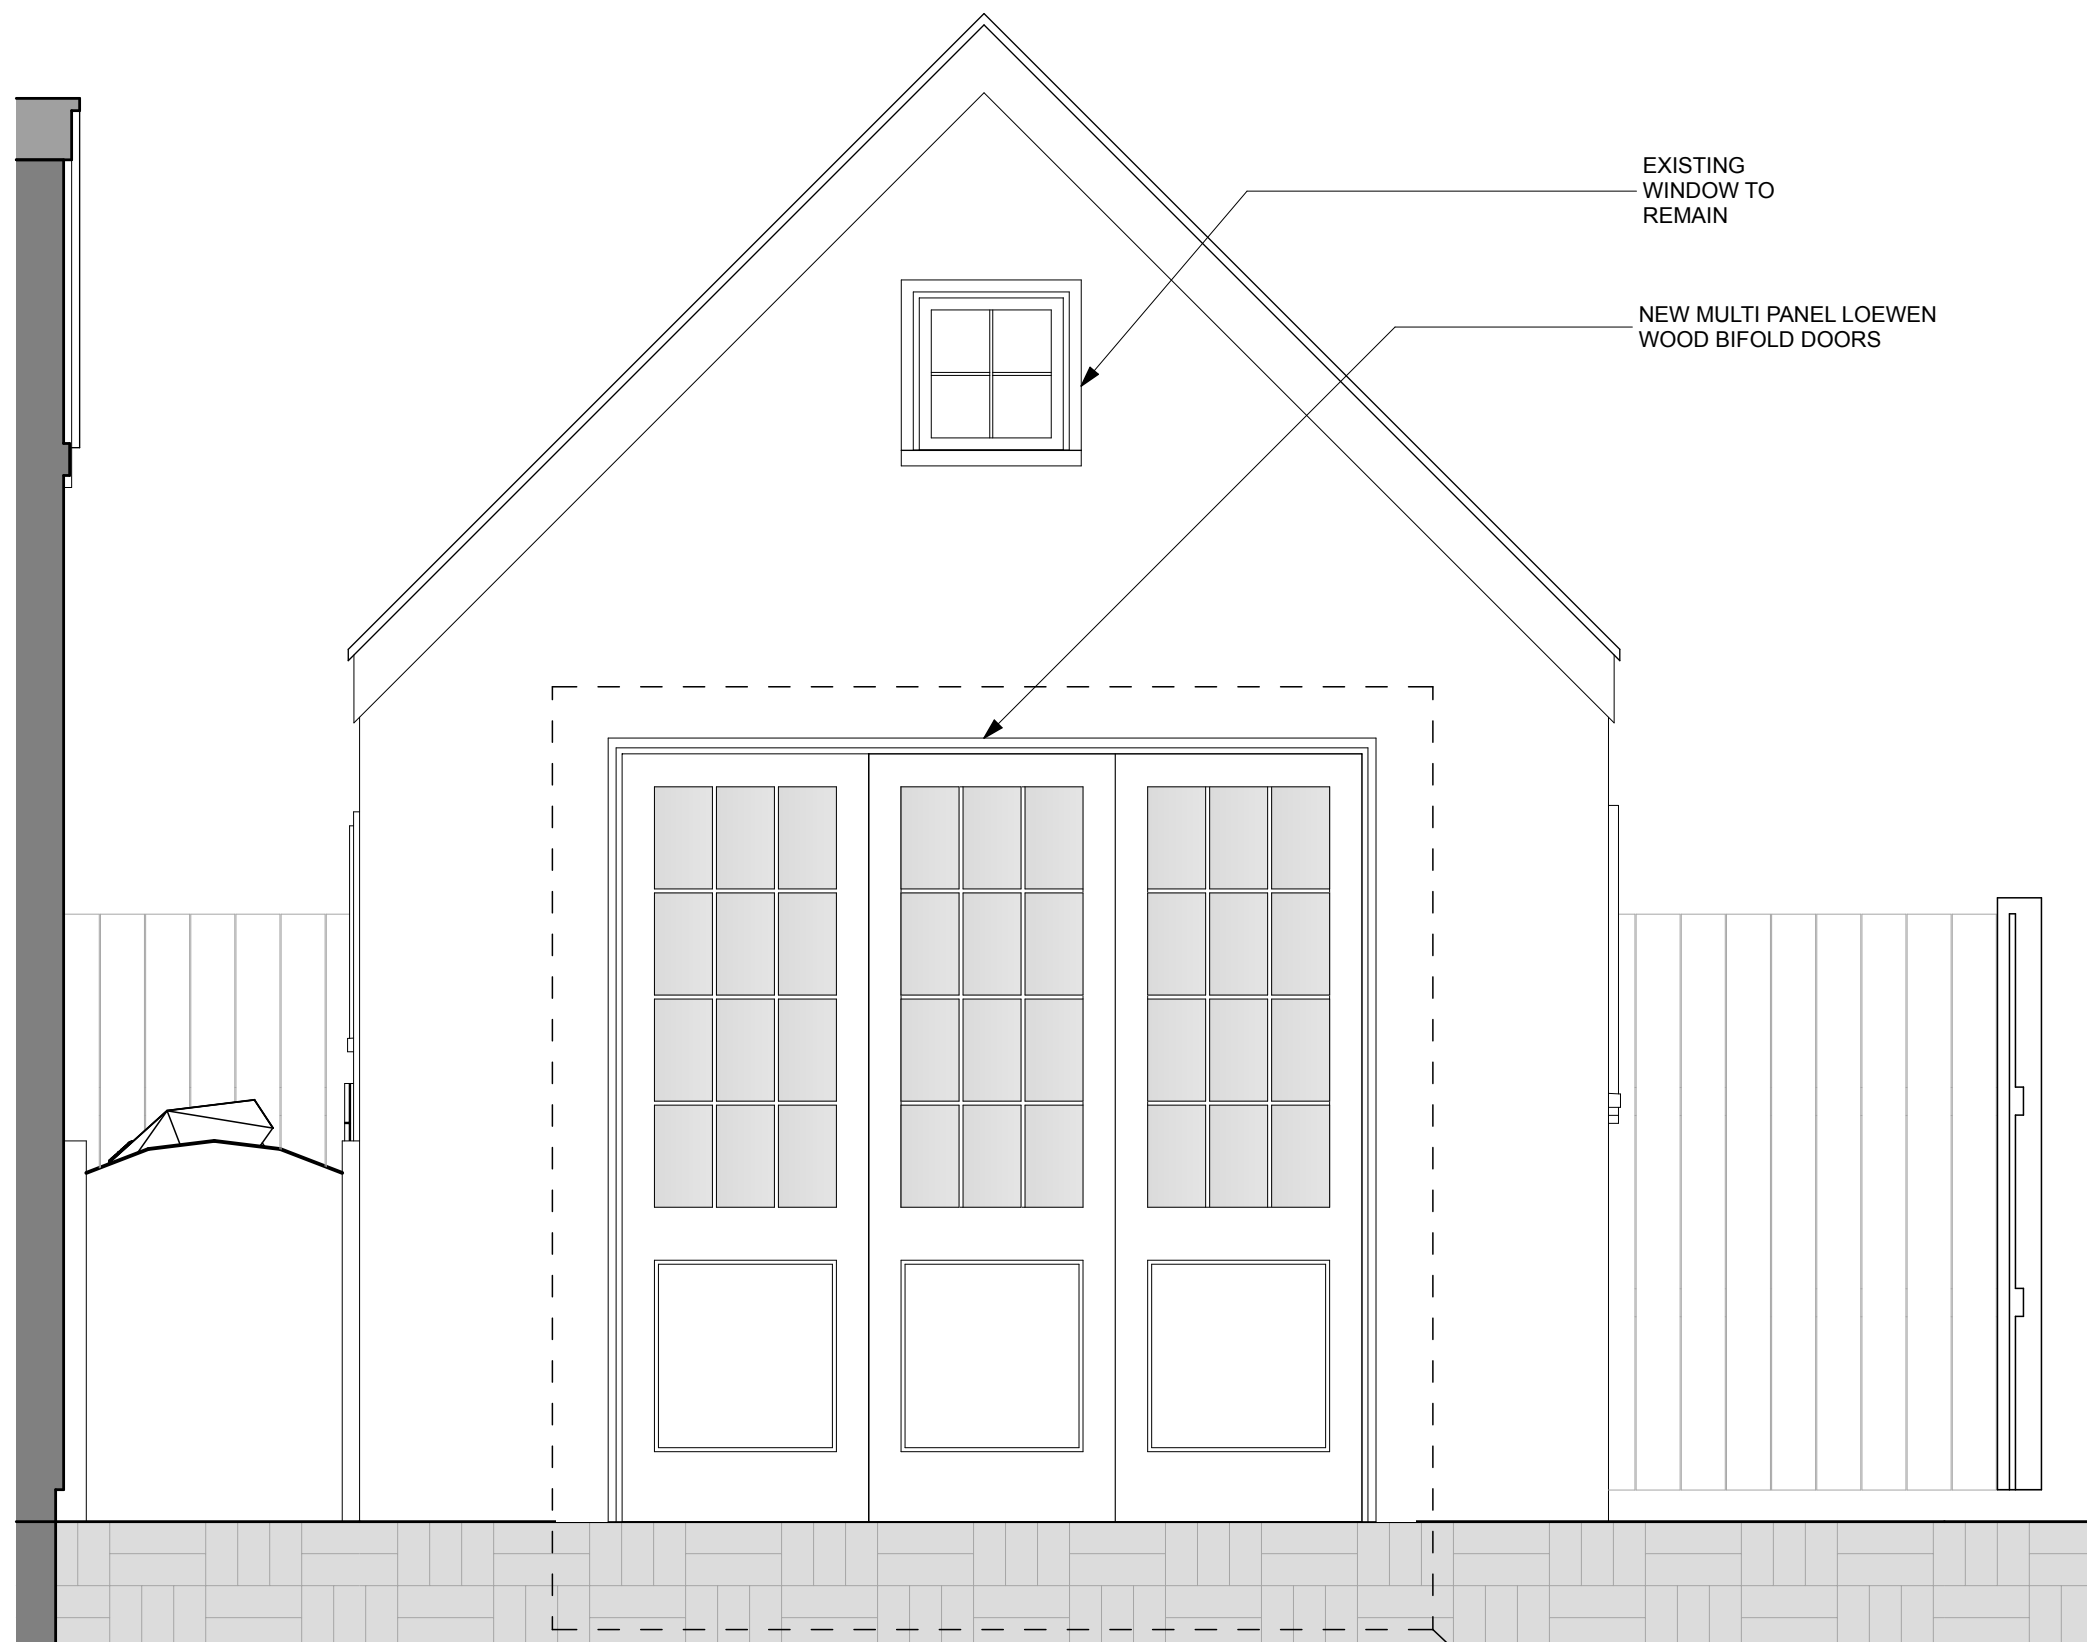 EXISTING
WINDOW TO
REMAIN
NEW MULTI PANEL LOEWEN
WOOD BIFOLD DOORS